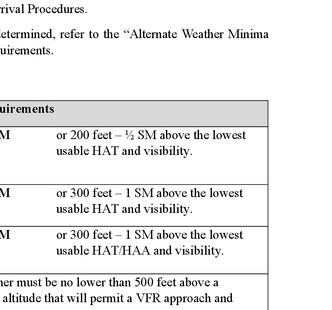 rival Procedures.
etermined, refer to the “Alternate Weather Minima
uirements.
uirements
M or 200 feet – ½ SM above the lowest
usable HAT and visibility.
M or 300 feet – 1 SM above the lowest
usable HAT and visibility.
M or 300 feet – 1 SM above the lowest
usable HAT/HAA and visibility.
her must be no lower than 500 feet above a
altitude that will permit a VFR approach and